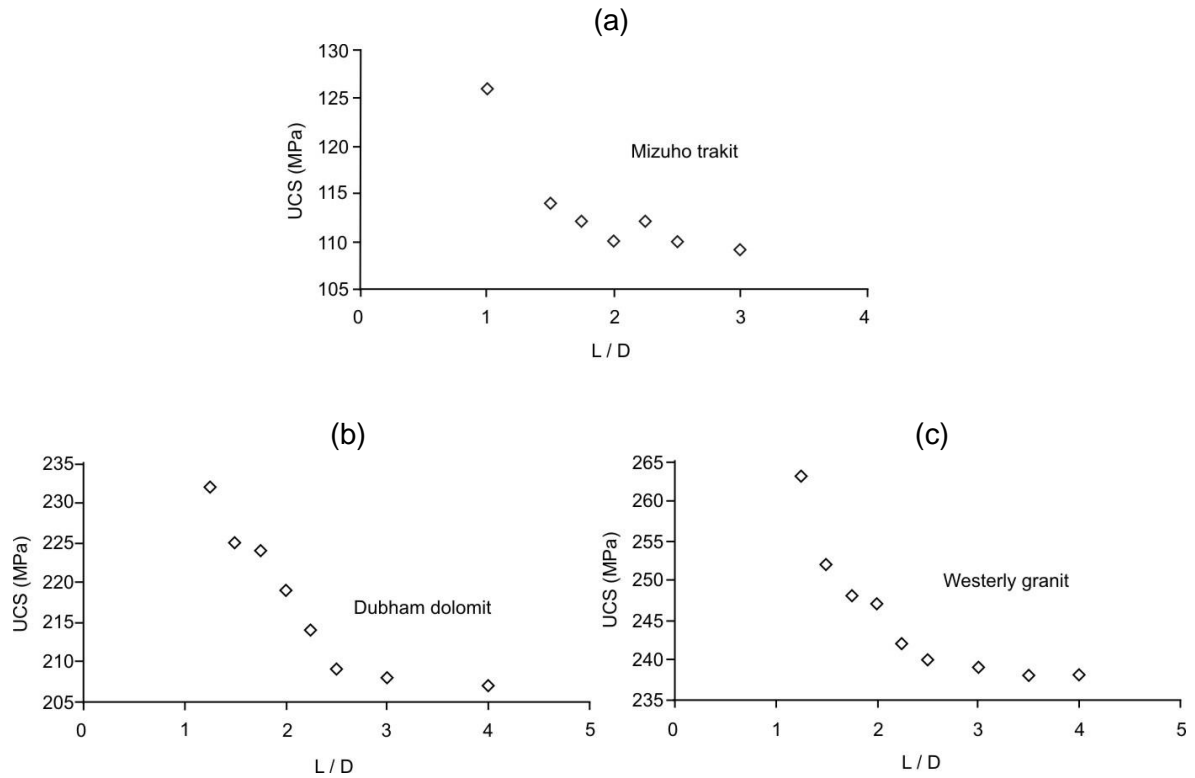 (a)
130
125
120
115
110
105
UCS (MPa)
Mizuho trakit
0 1 2 3 4
L / D
(b)
235
230
225
220
215
210
205
UCS (MPa)
Dubham dolomit
0 1 2 3 4 5
L / D
(c)
265
260
255
250
245
240
235
UCS (MPa)
Westerly granit
0 1 2 3 4 5
L / D